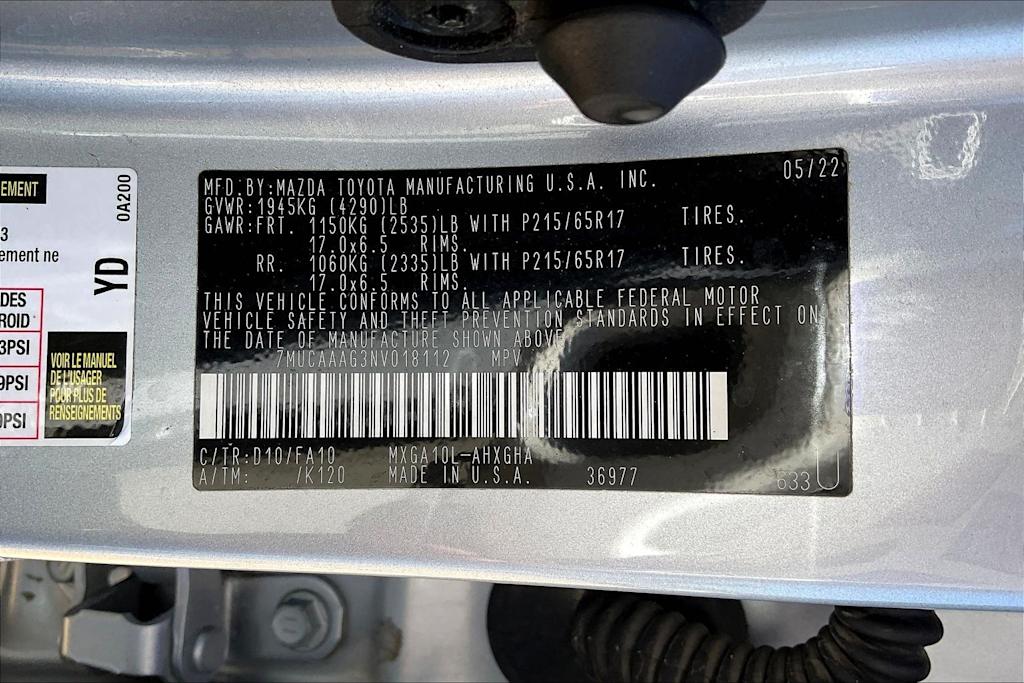 EMENT
3
ement ne
DES
ROID
3PSI
9PSI
0PSI
0A200
YD
VOIR LE MANUEL
DE L'USAGER
POUR PLUS DE
RENSEIGNEMENTS
05/22
MFD.BY:MAZDA TOYOTA MANUFACTURING U.S.A. INC.
GVWR:1945KG (4290)LB
GAWR:FRT. 1150KG (2535)LB WITH P215/65R17 TIRES.
17.0x6.5 RIMS.
RR. 1060KG (2335)LB WITH P215/65R17 TIRES.
17.0x6.5 RIMS.
THIS VEHICLE CONFORMS TO ALL APPLICABLE FEDERAL MOTOR
VEHICLE SAFETY AND THEFT PREVENTION STANDARDS IN EFFECT ON
THE DATE OF MANUFACTURE SHOWN ABOVE.
7MUCAAAG3NV018112 MPV
C/TR:D10/FA10 MXGA10L-AHXGHA
A/TM: /K120 MADE IN U.S.A. 36977 633 U